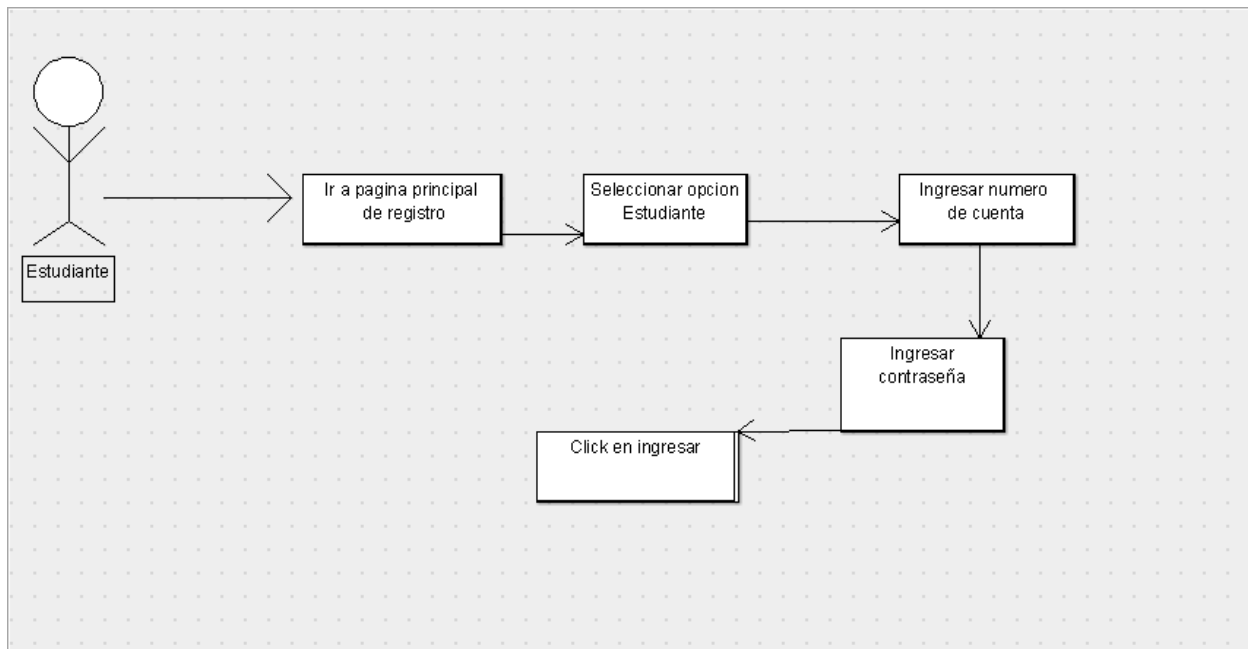 Estudiante
Ir a pagina principal
de registro
Seleccionar opcion
Estudiante
Ingresar numero
de cuenta
Ingresar
contraseña
Click en ingresar